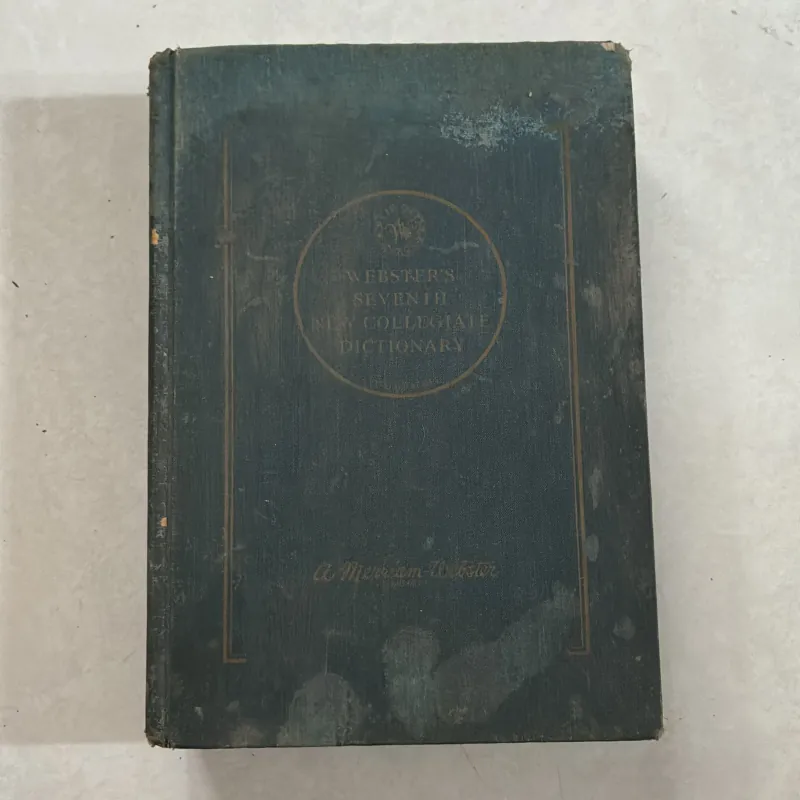 WEBSTER'S
SEVENTH
NEW COLLEGIATE
DICTIONARY
a Merriam-Webster